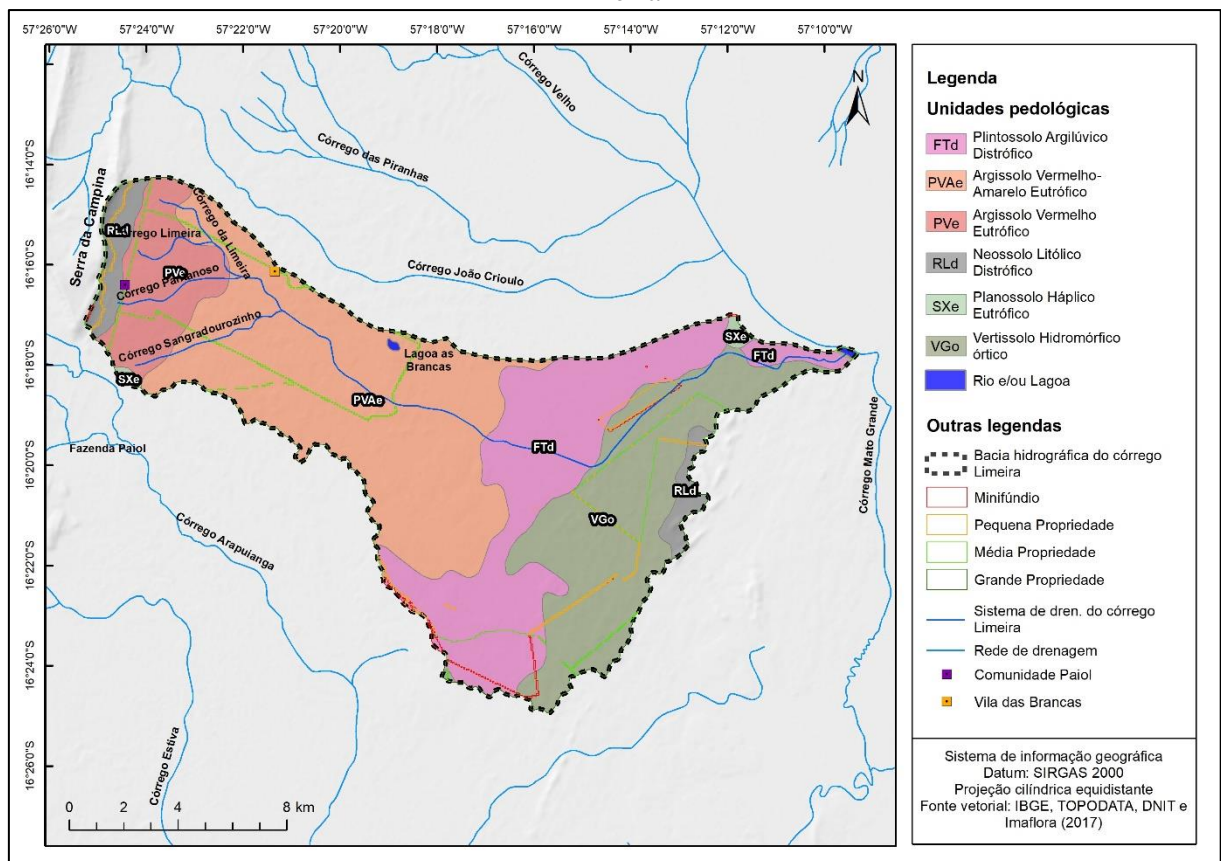 57°26'0"W 57°24'0"W 57°22'0"W 57°20'0"W 57°18'0"W 57°16'0"W 57°14'0"W 57°12'0"W 57°10'0"W
N
Córrego Velho
Córrego das Piranhas
16°14'0"S
Serra da Campina
RLd
Córrego Limeira
Córrego da Limeira
16°16'0"S
PVe
Córrego João Crioulo
Córrego Sangradourozinho
SXe
FTd
16°18'0"S
Lagoa as
Brancas
SXe
PVAe
Córrego Mato Grande
Fazenda Paiol
FTd
16°20'0"S
RLd
VGo
Córrego Arapuianga
16°22'0"S
16°24'0"S
Córrego Estiva
16°26'0"S
0 2 4 8 km
Legenda
Unidades pedológicas
FTd
Plintossolo Argilúvico
Distrófico
PVAe
Argissolo Vermelho-
Amarelo Eutrófico
PVe
Argissolo Vermelho
Eutrófico
RLd
Neossolo Litólico
Distrófico
SXe
Planossolo Háplico
Eutrófico
VGo
Vertissolo Hidromórfico
órtico
Rio e/ou Lagoa
Outras legendas
Bacia hidrográfica do córrego
Limeira
Minifúndio
Pequena Propriedade
Média Propriedade
Grande Propriedade
Sistema de dren. do córrego
Limeira
Rede de drenagem
Comunidade Paiol
Vila das Brancas
Sistema de informação geográfica
Datum: SIRGAS 2000
Projeção cilíndrica equidistante
Fonte vetorial: IBGE, TOPODATA, DNIT e
Imaflora (2017)